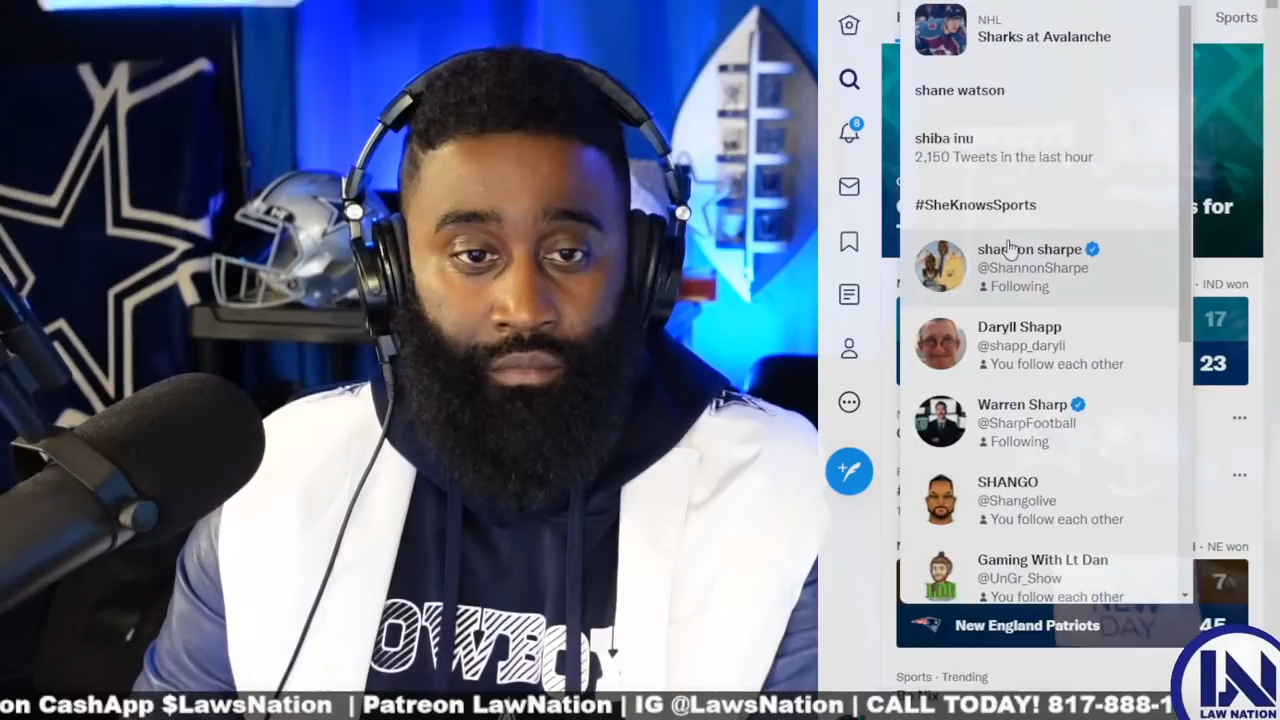 NHL
Sharks at Avalanche
Sports
shane watson
8
shiba inu
2,150 Tweets in the last hour
#SheKnowsSports
s for
@ShannonSharpe
Following
IND won
17
23
Daryll Shapp
@shapp_daryll
You follow each other
Warren Sharp
@SharpFootball
Following
SHANGO
@Shangolive
You follow each other
Gaming With Lt Dan
@UnGr_Show
You follow each other
NE won
7
New England Patriots
45
Sports · Trending
OWBO
LN
LAW NATION
on CashApp $LawsNation | Patreon LawNation | IG @LawsNation | CALL TODAY! 817-888-1